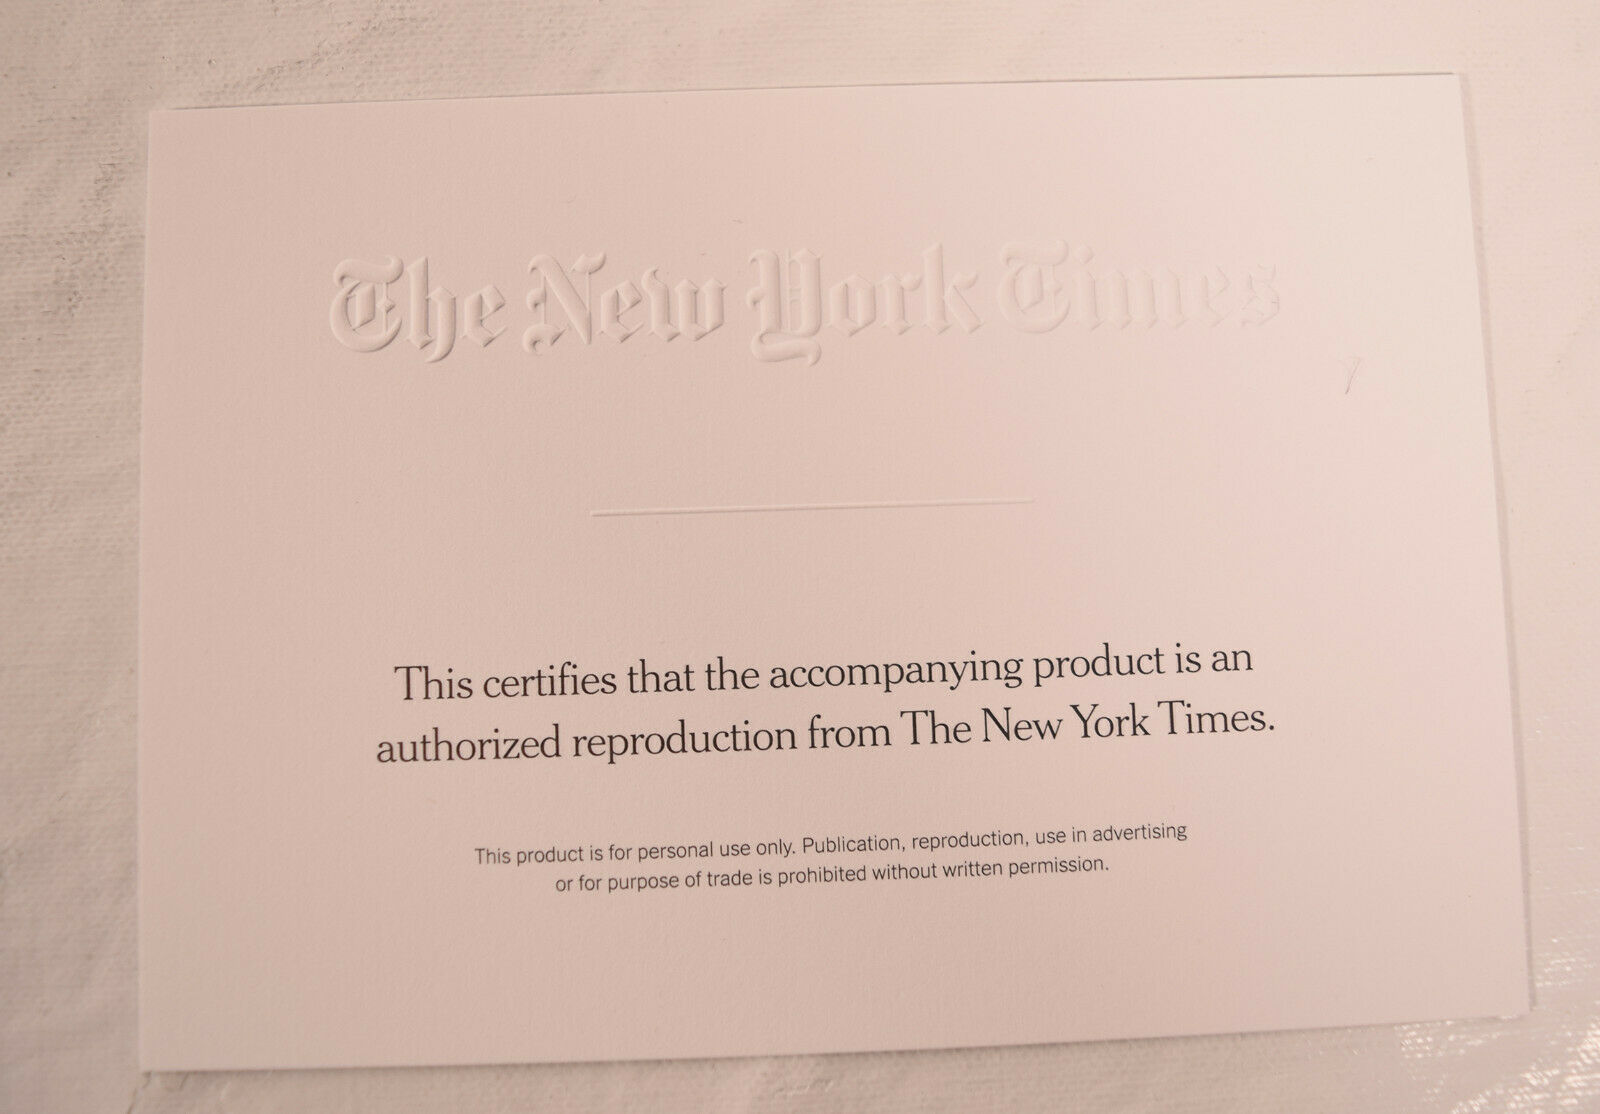 The New York Times
This certifies that the accompanying product is an
authorized reproduction from The New York Times.
This product is for personal use only. Publication, reproduction, use in advertising
or for purpose of trade is prohibited without written permission.